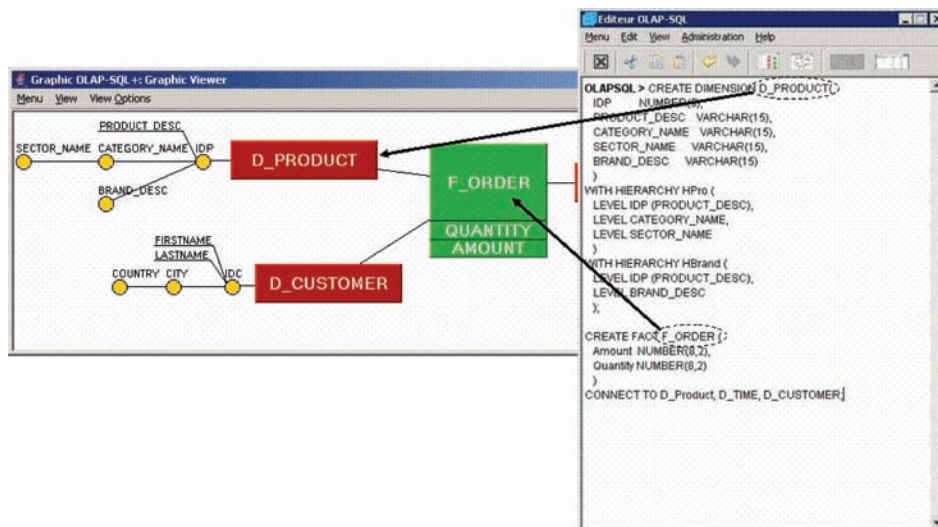 Graphic OLAP-SQL+: Graphic Viewer
Menu View View Options
PRODUCT_DESC
SECTOR_NAME CATEGORY_NAME IDP
D_PRODUCT
BRAND_DESC
F_ORDER
QUANTITY
AMOUNT
FIRSTNAME
LASTNAME
COUNTRY CITY IDC
D_CUSTOMER
Editeur OLAP-SQL
Menu Edit View Administration Help
OLAPSQL > CREATE DIMENSION D_PRODUCT(
IDP NUMBER(5),
PRODUCT_DESC VARCHAR(15),
CATEGORY_NAME VARCHAR(15),
SECTOR_NAME VARCHAR(15),
BRAND_DESC VARCHAR(15)
)
WITH HIERARCHY HPro (
LEVEL IDP (PRODUCT_DESC),
LEVEL CATEGORY_NAME,
LEVEL SECTOR_NAME
)
WITH HIERARCHY HBrand (
LEVEL IDP (PRODUCT_DESC),
LEVEL BRAND_DESC
);
CREATE FACT F_ORDER (
Amount NUMBER(8,2),
Quantity NUMBER(8,2)
)
CONNECT TO D_Product, D_TIME, D_CUSTOMER;